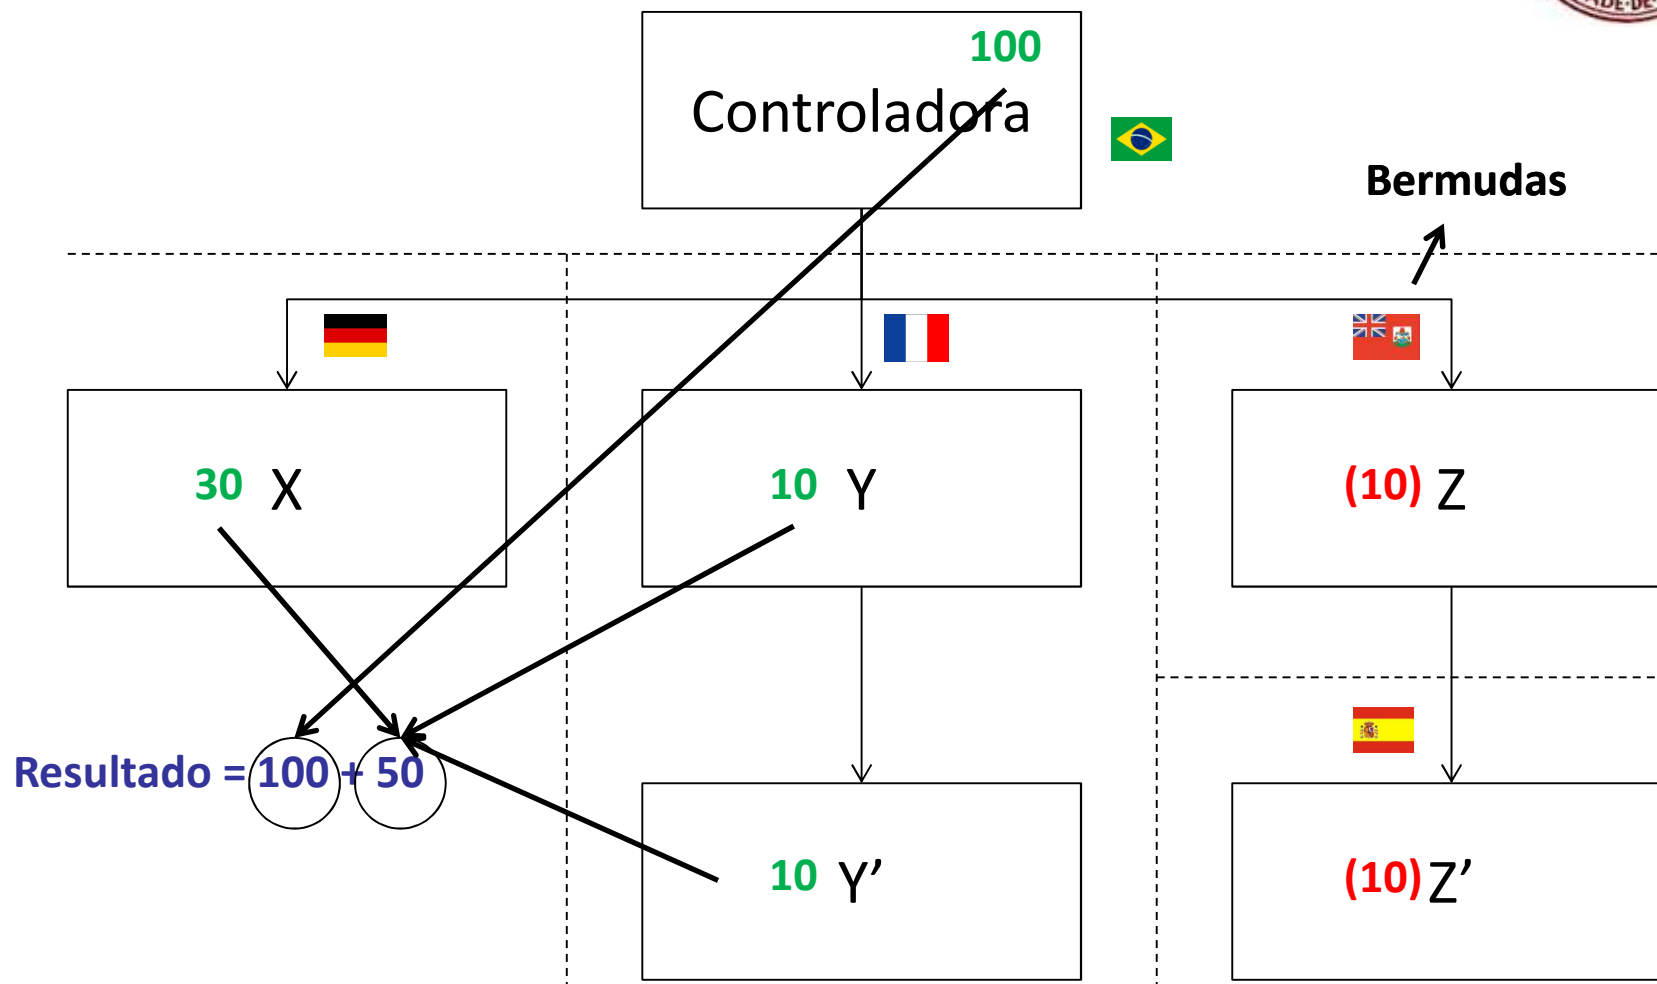 100
Controladora
Bermudas
30 X
10 Y
(10) Z
Resultado = 100 + 50
10 Y’
(10) Z’